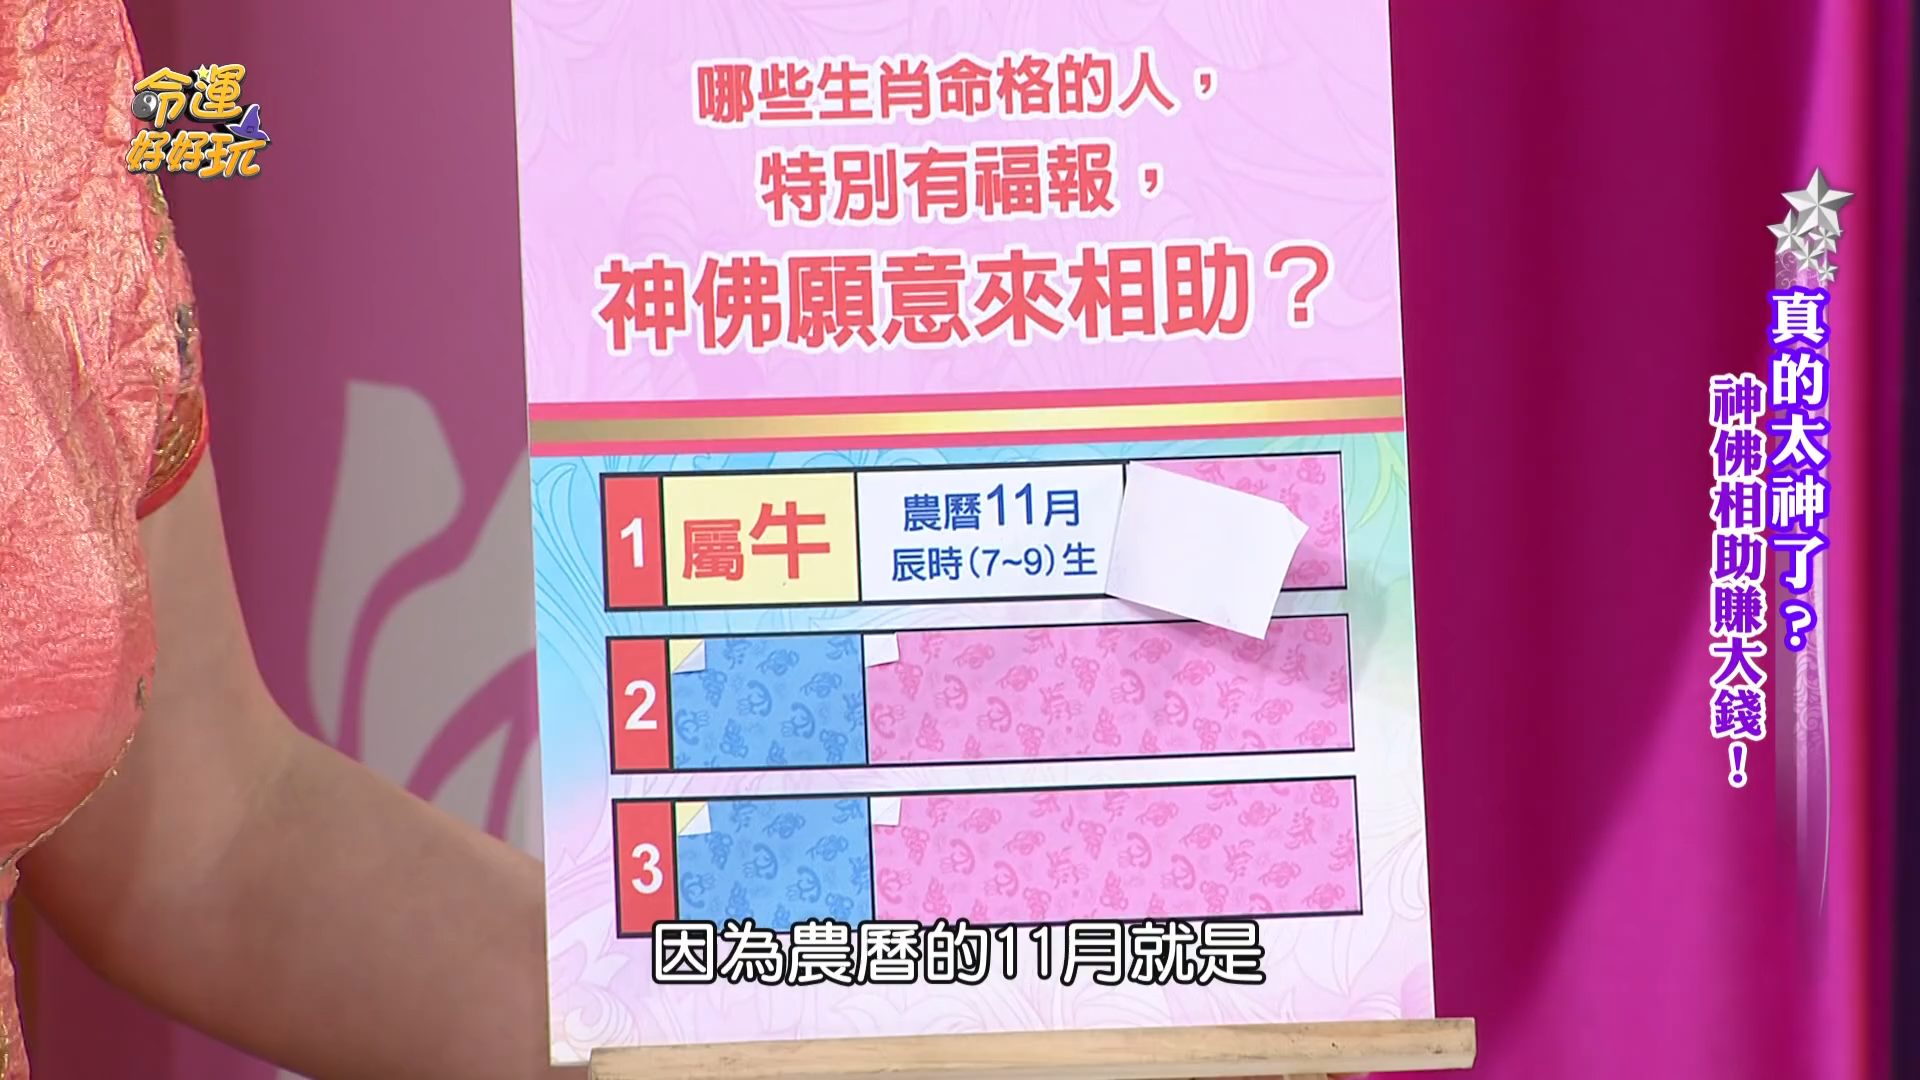 命運
好好玩
哪些生肖命格的人，
特別有福報，
神佛願意來相助？
1
屬牛
農曆11月
辰時(7~9)生
2
3
真的太神了？
神佛相助賺大錢！
因為農曆的11月就是